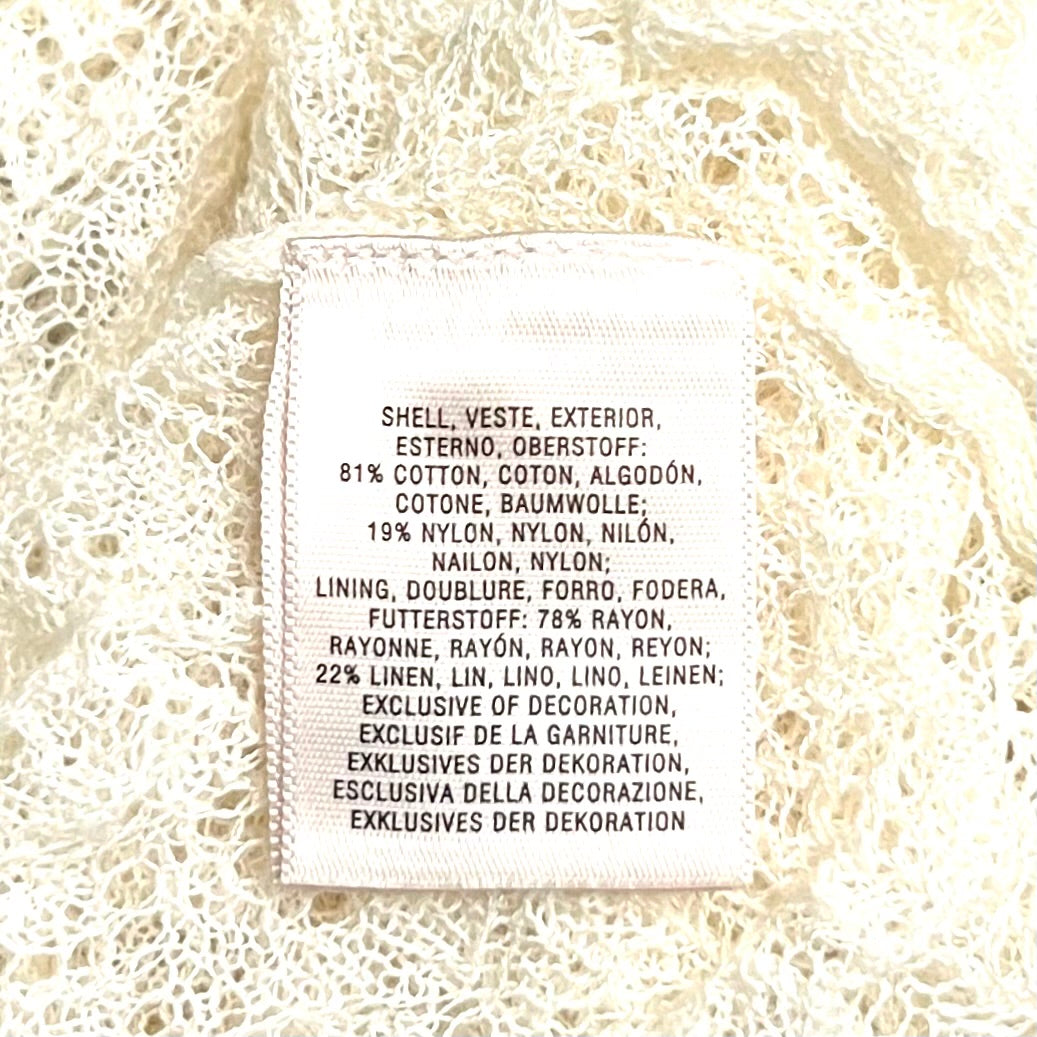 SHELL, VESTE, EXTERIOR,
ESTERNO, OBERSTOFF:
81% COTTON, COTON, ALGODÓN,
COTONE, BAUMWOLLE;
19% NYLON, NYLON, NILÓN,
NAILON, NYLON;
LINING, DOUBLURE, FORRO, FODERA,
FUTTERSTOFF: 78% RAYON,
RAYONNE, RAYÓN, RAYON, REYON;
22% LINEN, LIN, LINO, LINO, LEINEN;
EXCLUSIVE OF DECORATION,
EXCLUSIF DE LA GARNITURE,
EXKLUSIVES DER DEKORATION,
ESCLUSIVA DELLA DECORAZIONE,
EXKLUSIVES DER DEKORATION